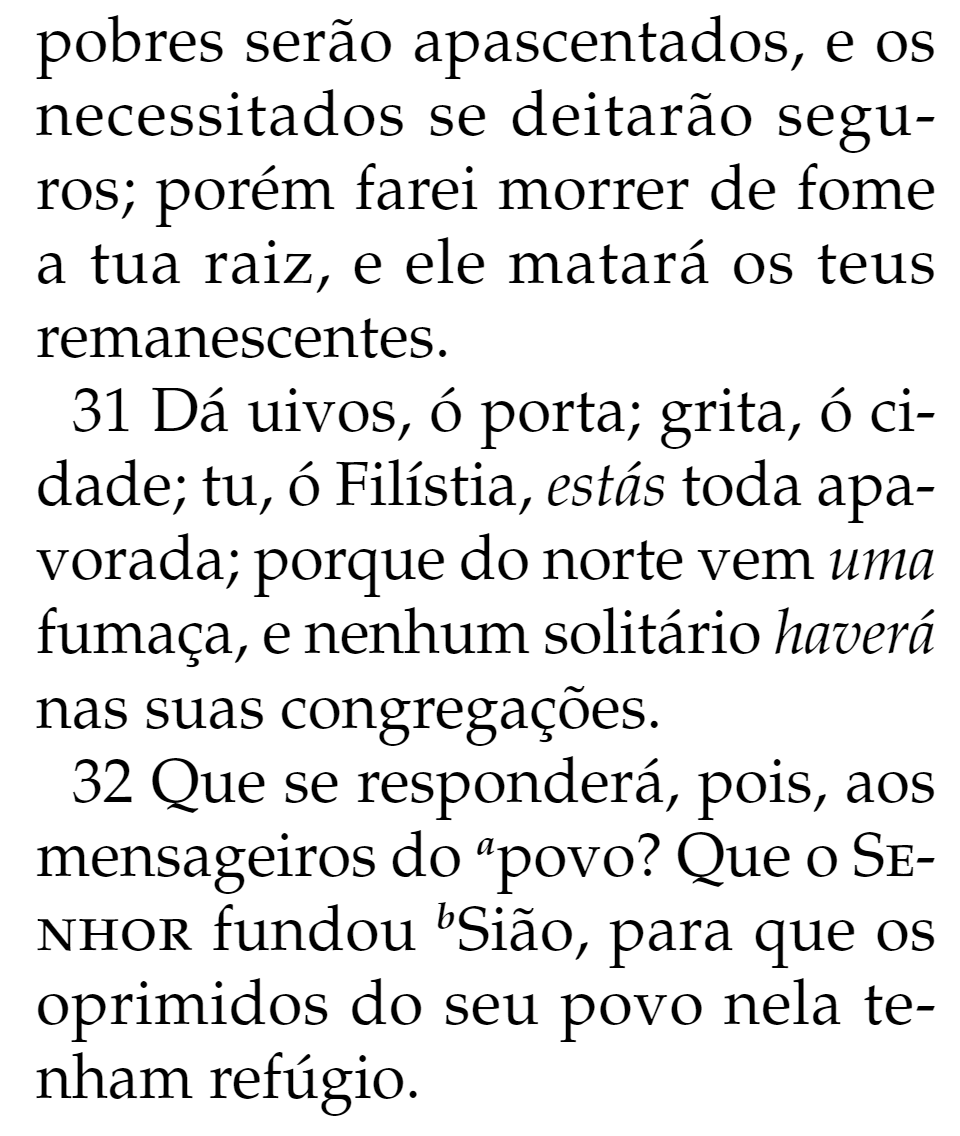 pobres serão apascentados, e os
necessitados se deitarão segu-
ros; porém farei morrer de fome
a tua raiz, e ele matará os teus
remanescentes.
31 Dá uivos, ó porta; grita, ó ci-
dade; tu, ó Filístia, estás toda apa-
vorada; porque do norte vem uma
fumaça, e nenhum solitário haverá
nas suas congregações.
32 Que se responderá, pois, aos
mensageiros do ᵃpovo? Que o SE-
NHOR fundou ᵇSião, para que os
oprimidos do seu povo nela te-
nham refúgio.